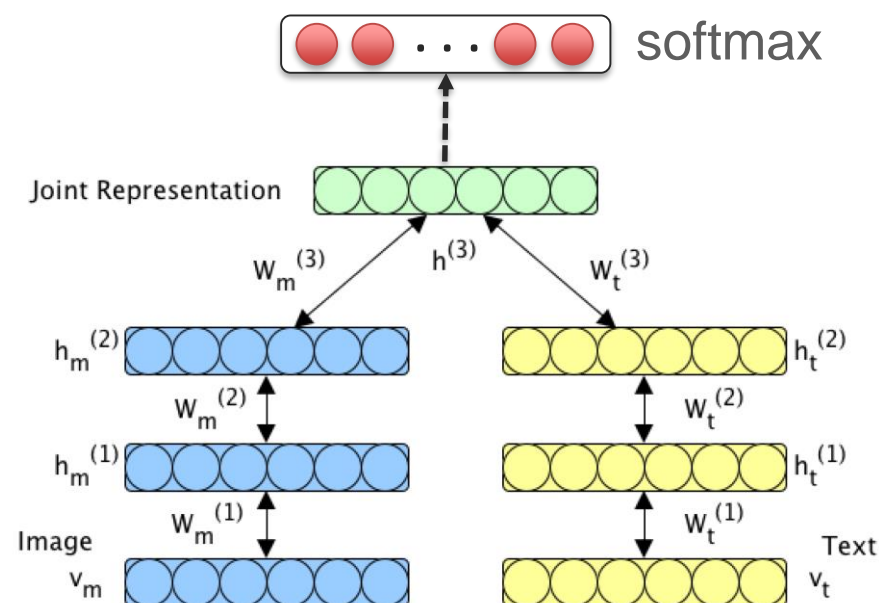 . . . softmax
Joint Representation
W_m^(3) h^(3) W_t^(3)
h_m^(2) h_t^(2)
W_m^(2) W_t^(2)
h_m^(1) h_t^(1)
W_m^(1) W_t^(1)
Image Text
v_m v_t